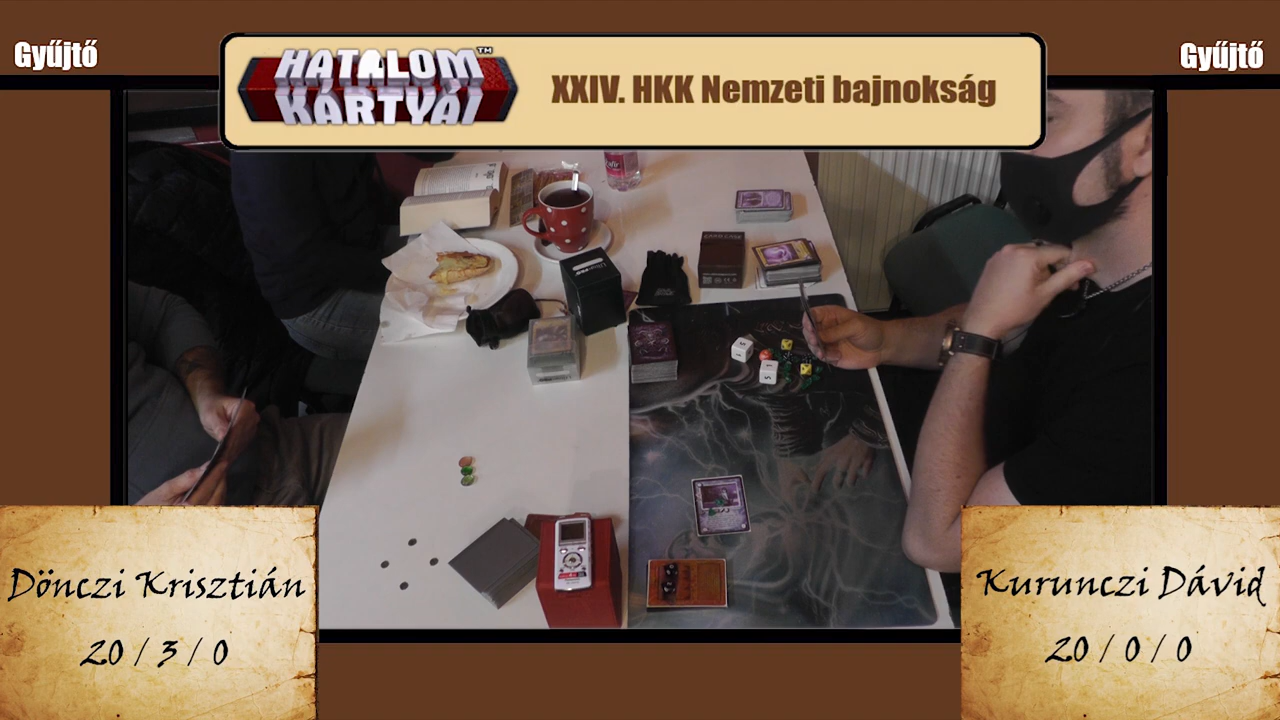 Gyűjtő
HATALOM
KÁRTYÁI
TM
XXIV. HKK Nemzeti bajnokság
Gyűjtő
Dönczi Krisztián
20 / 3 / 0
Kurunczi Dávid
20 / 0 / 0